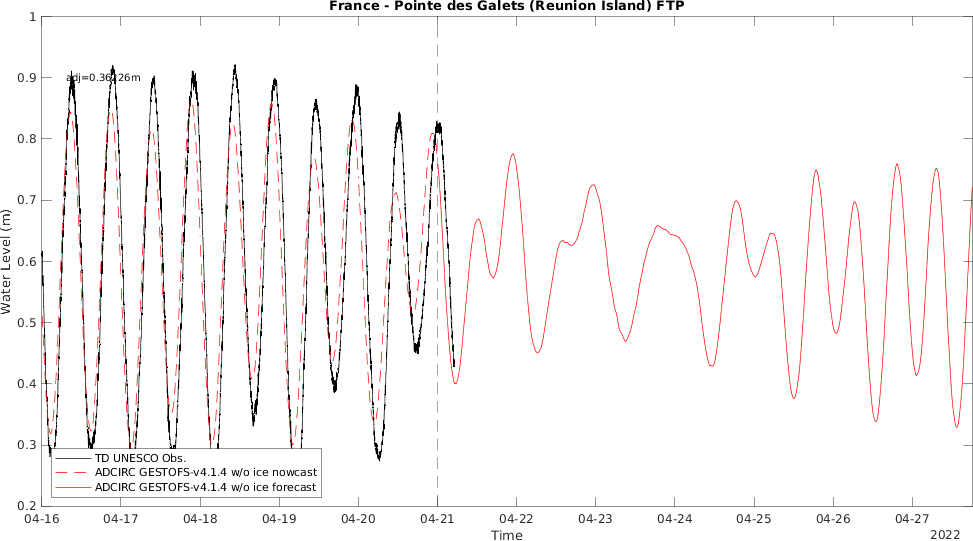 France - Pointe des Galets (Reunion Island) FTP
1
0.9
0.8
0.7
0.6
0.5
0.4
0.3
0.2
Water Level (m)
TD UNESCO Obs.
ADCIRC GESTOFS-v4.1.4 w/o ice nowcast
ADCIRC GESTOFS-v4.1.4 w/o ice forecast
04-16 04-17 04-18 04-19 04-20 04-21 04-22 04-23 04-24 04-25 04-26 04-27
Time
2022